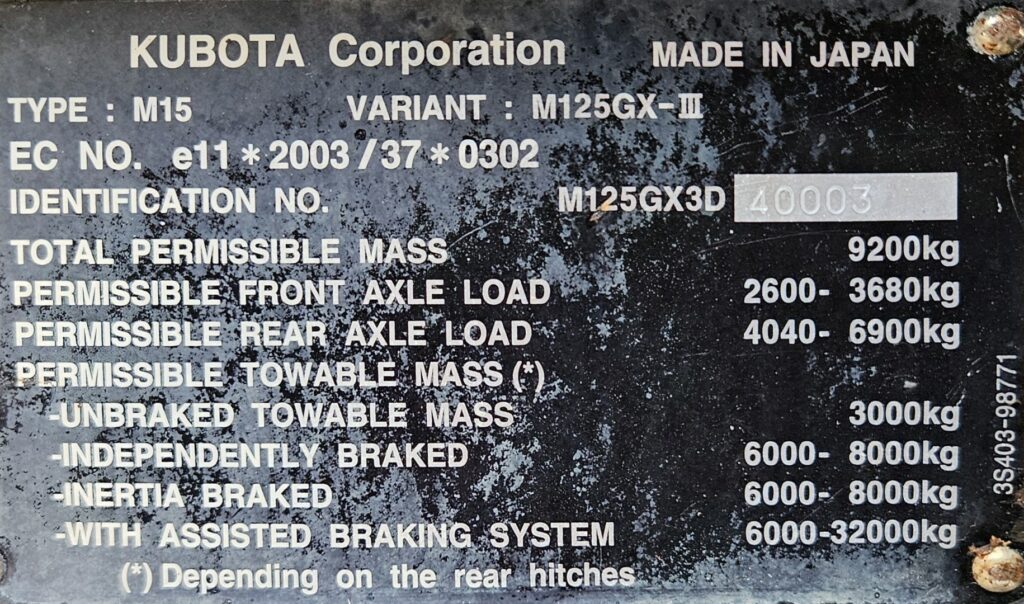 KUBOTA Corporation MADE IN JAPAN
TYPE : M15 VARIANT : M125GX-III
EC NO. e11*2003/37*0302
IDENTIFICATION NO. M125GX3D 40003
TOTAL PERMISSIBLE MASS 9200kg
PERMISSIBLE FRONT AXLE LOAD 2600- 3680kg
PERMISSIBLE REAR AXLE LOAD 4040- 6900kg
PERMISSIBLE TOWABLE MASS (*)
-UNBRAKED TOWABLE MASS 3000kg
-INDEPENDENTLY BRAKED 6000- 8000kg
-INERTIA BRAKED 6000- 8000kg
-WITH ASSISTED BRAKING SYSTEM 6000-32000kg
(*) Depending on the rear hitches
3S403-98771